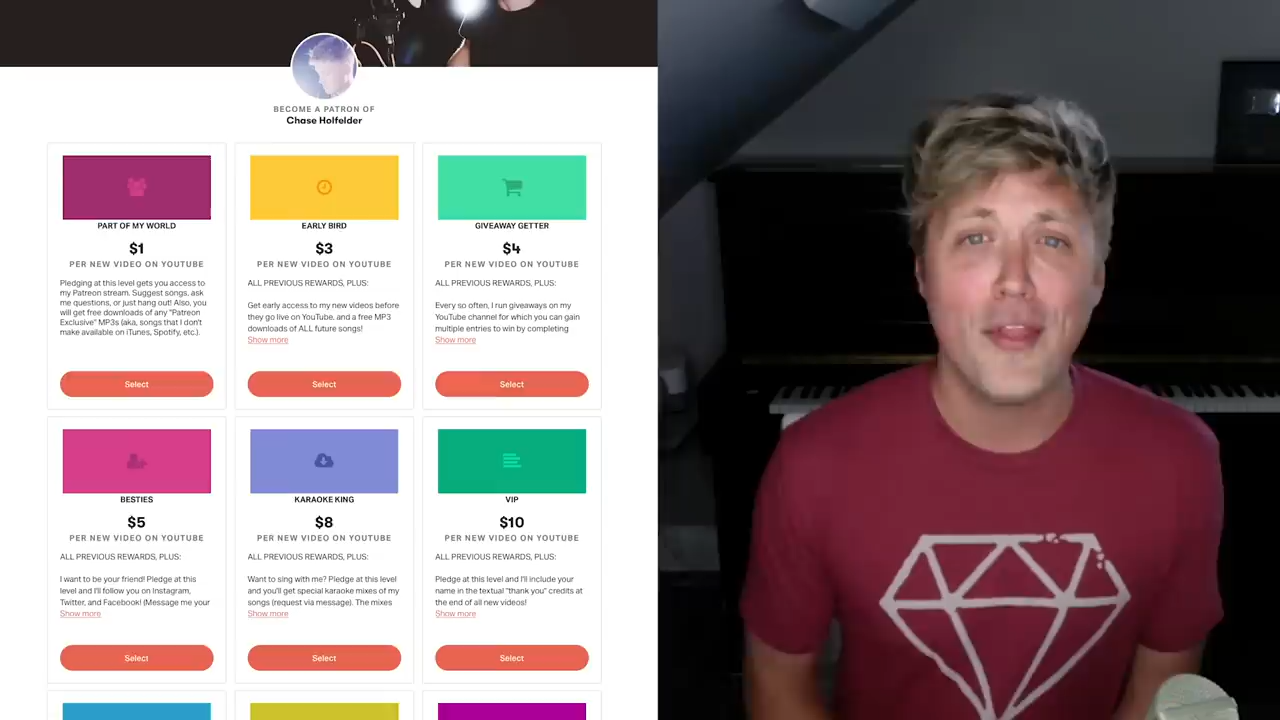 BECOME A PATRON OF
Chase Holfelder
PART OF MY WORLD
$1
PER NEW VIDEO ON YOUTUBE
Pledging at this level gets you access to
my Patreon stream. Suggest songs, ask
me questions, or just hang out! Also, you
will get free downloads of any "Patreon
Exclusive" MP3s (aka, songs that I don't
make available on iTunes, Spotify, etc.).
Select
EARLY BIRD
$3
PER NEW VIDEO ON YOUTUBE
ALL PREVIOUS REWARDS, PLUS:
Get early access to my new videos before
they go live on YouTube, and a free MP3
downloads of ALL future songs!
Show more
Select
GIVEAWAY GETTER
$4
PER NEW VIDEO ON YOUTUBE
ALL PREVIOUS REWARDS, PLUS:
Every so often, I run giveaways on my
YouTube channel for which you can gain
multiple entries to win by completing
Show more
Select
BESTIES
$5
PER NEW VIDEO ON YOUTUBE
ALL PREVIOUS REWARDS, PLUS:
I want to be your friend! Pledge at this
level and I'll follow you on Instagram,
Twitter, and Facebook! (Message me your
Show more
Select
KARAOKE KING
$8
PER NEW VIDEO ON YOUTUBE
ALL PREVIOUS REWARDS, PLUS:
Want to sing with me? Pledge at this level
and you'll get special karaoke mixes of my
songs (request via message). The mixes
Show more
Select
VIP
$10
PER NEW VIDEO ON YOUTUBE
ALL PREVIOUS REWARDS, PLUS:
Pledge at this level and I'll include your
name in the textual "thank you" credits at
the end of all new videos!
Show more
Select